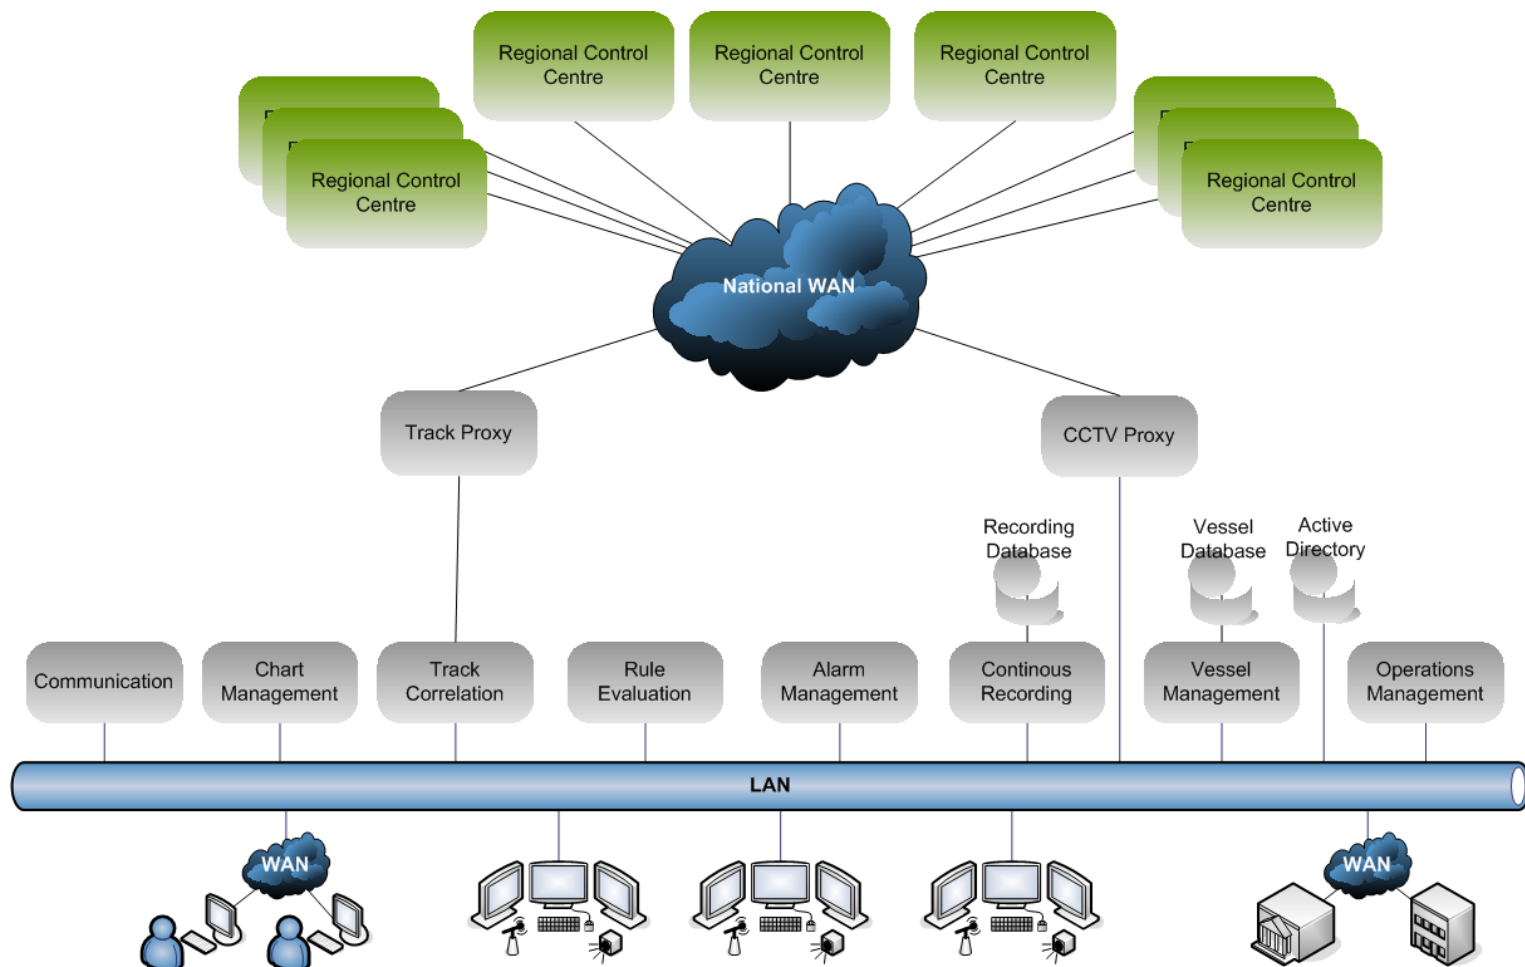 Regional Control
Centre
Regional Control
Centre
Regional Control
Centre
Regional Control
Centre
Regional Control
Centre
National WAN
Track Proxy
CCTV Proxy
Recording
Database
Vessel
Database
Active
Directory
Communication
Chart
Management
Track
Correlation
Rule
Evaluation
Alarm
Management
Continous
Recording
Vessel
Management
Operations
Management
LAN
WAN
WAN